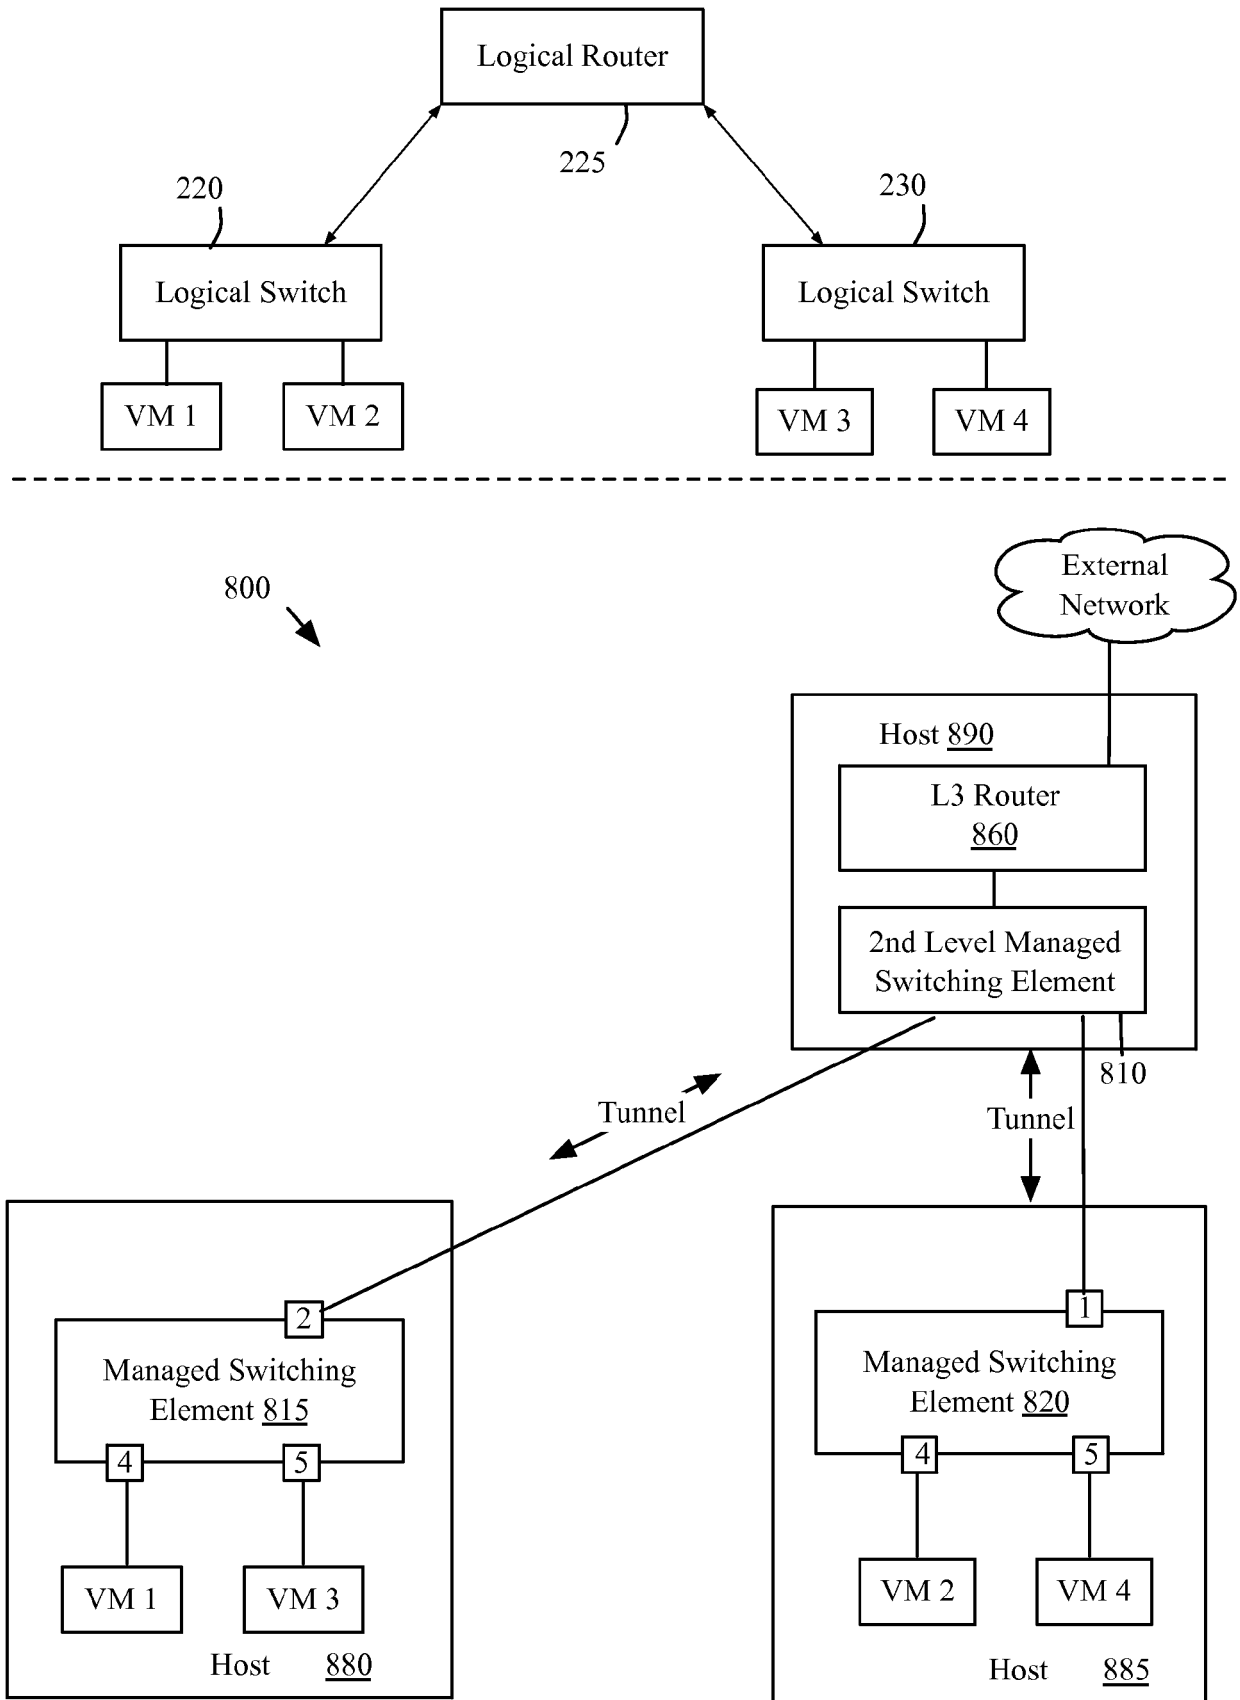 Logical Router
225
220
230
Logical Switch
Logical Switch
VM 1
VM 2
VM 3
VM 4
External
Network
800
Host 890
L3 Router
860
2nd Level Managed
Switching Element
810
Tunnel
Tunnel
2
1
Managed Switching
Element 815
Managed Switching
Element 820
4
5
4
5
VM 1
VM 3
VM 2
VM 4
Host 880
Host 885